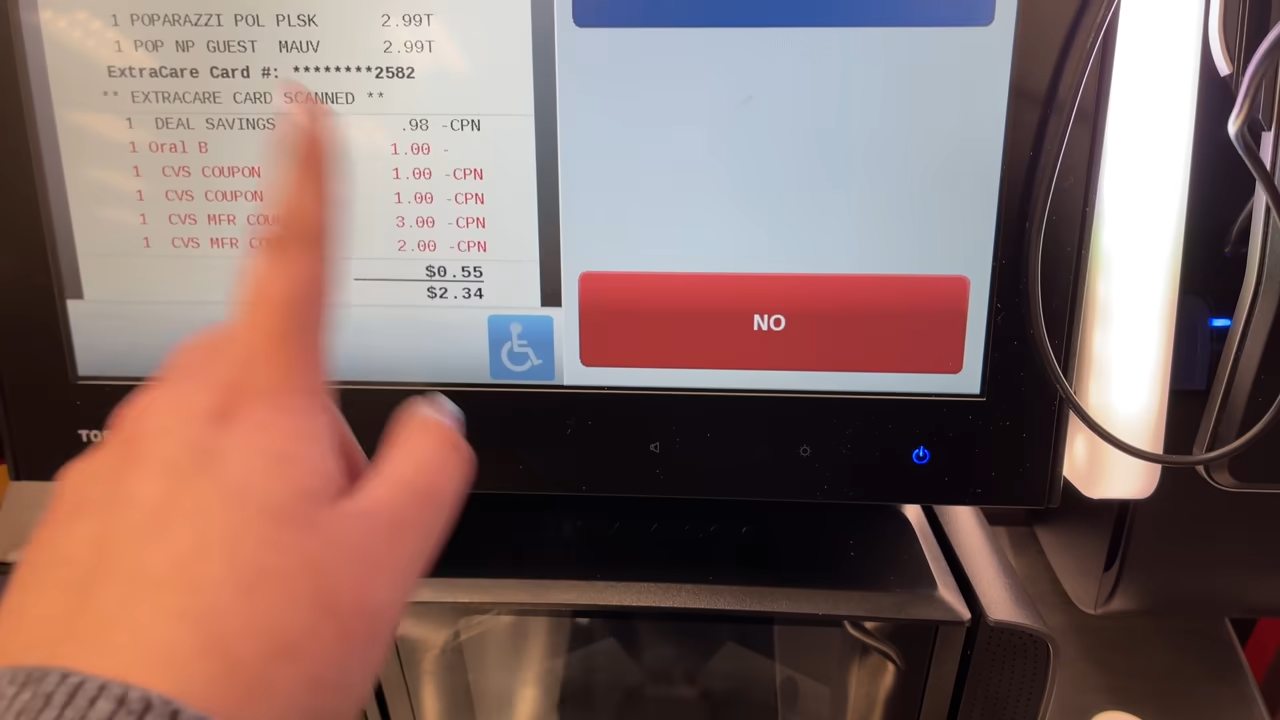 1 POPARAZZI POL PLSK 2.99T
1 POP NP GUEST MAUV 2.99T
ExtraCare Card #: ********2582
** EXTRACARE CARD SCANNED **
1 DEAL SAVINGS .98 -CPN
1 Oral B 1.00 -
1 CVS COUPON 1.00 -CPN
1 CVS COUPON 1.00 -CPN
1 CVS MFR 3.00 -CPN
1 CVS MFR 2.00 -CPN
$0.55
$2.34
NO